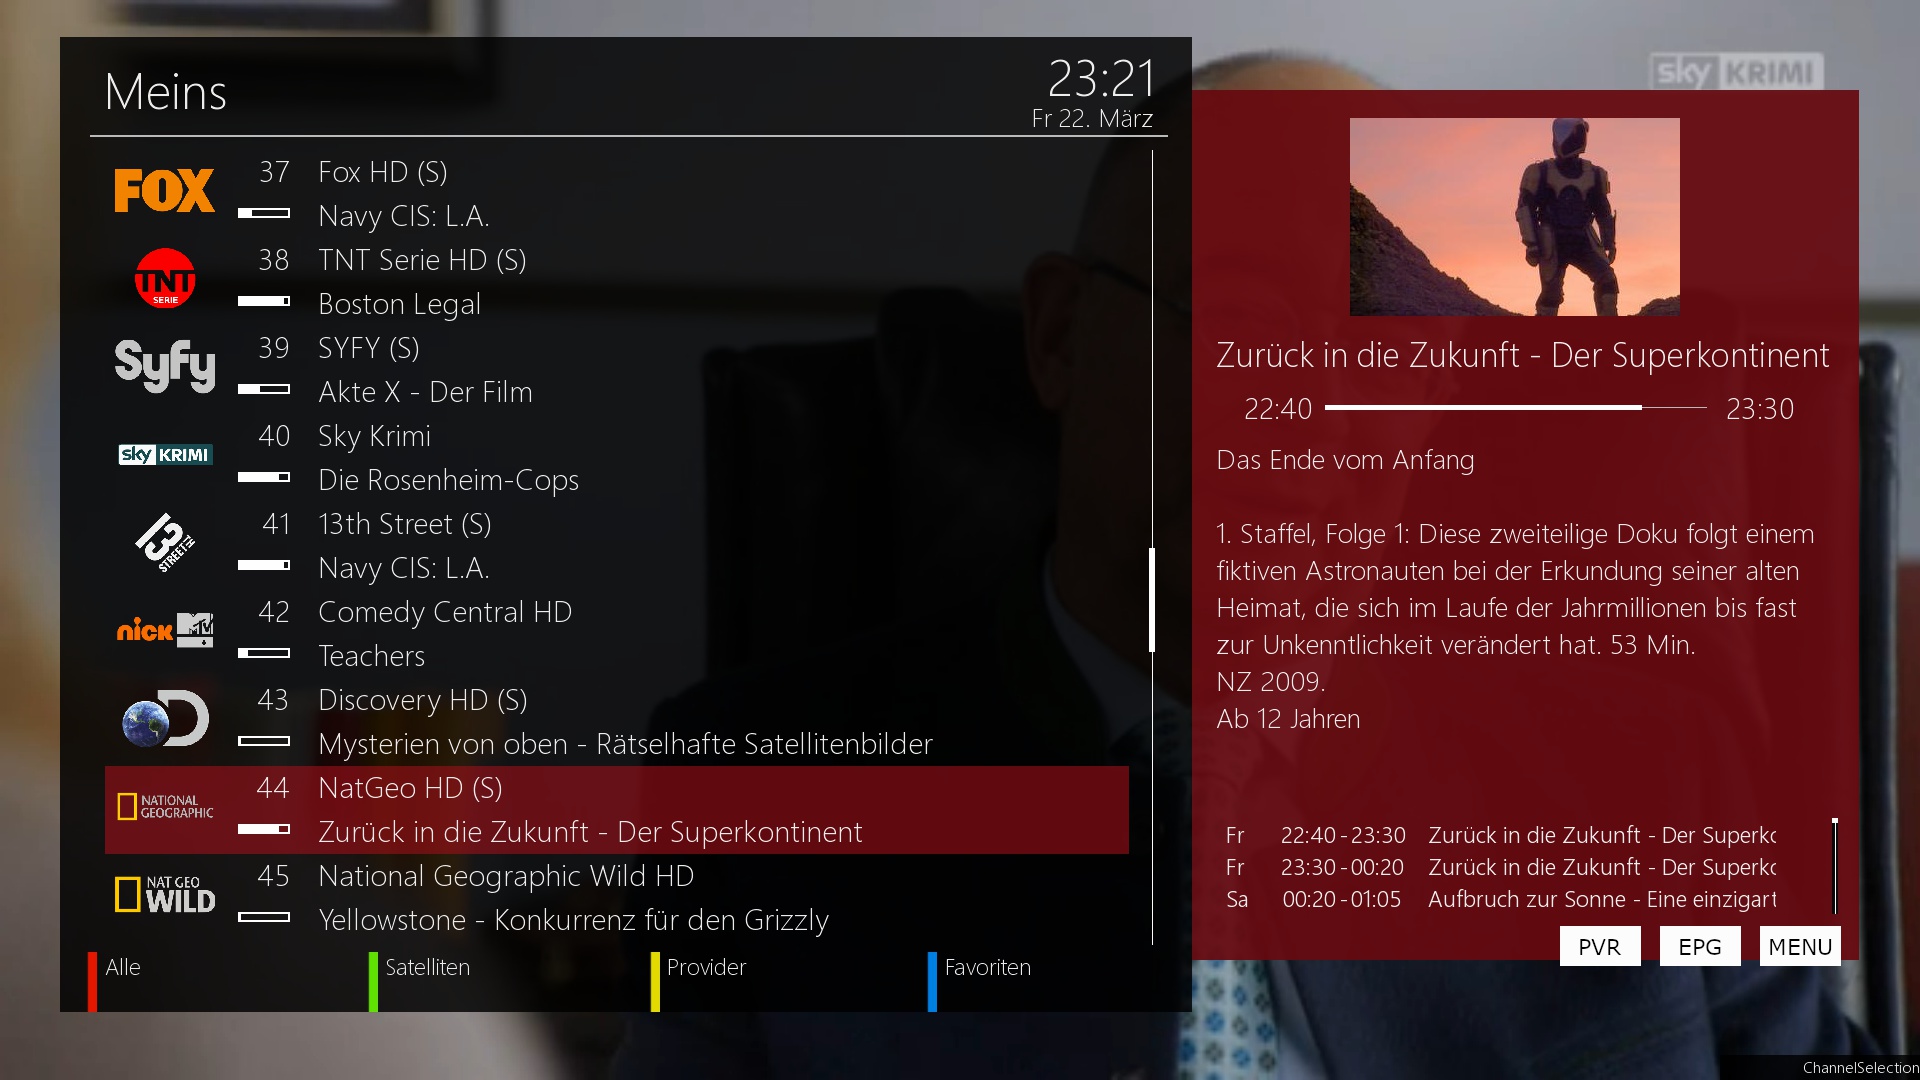 sky KRIMI
Meins
23:21
Fr 22. März
FOX
37 Fox HD (S)
Navy CIS: L.A.
TNT
SERIE
38 TNT Serie HD (S)
Boston Legal
Syfy
39 SYFY (S)
Akte X - Der Film
sky KRIMI
40 Sky Krimi
Die Rosenheim-Cops
13
STREET
41 13th Street (S)
Navy CIS: L.A.
nick MTV
42 Comedy Central HD
Teachers
43 Discovery HD (S)
Mysterien von oben - Rätselhafte Satellitenbilder
NATIONAL
GEOGRAPHIC
44 NatGeo HD (S)
Zurück in die Zukunft - Der Superkontinent
NAT GEO
WILD
45 National Geographic Wild HD
Yellowstone - Konkurrenz für den Grizzly
Alle
Satelliten
Provider
Favoriten
Zurück in die Zukunft - Der Superkontinent
22:40 23:30
Das Ende vom Anfang
1. Staffel, Folge 1: Diese zweiteilige Doku folgt einem
fiktiven Astronauten bei der Erkundung seiner alten
Heimat, die sich im Laufe der Jahrmillionen bis fast
zur Unkenntlichkeit verändert hat. 53 Min.
NZ 2009.
Ab 12 Jahren
Fr 22:40 - 23:30 Zurück in die Zukunft - Der Superko
Fr 23:30 - 00:20 Zurück in die Zukunft - Der Superko
Sa 00:20 - 01:05 Aufbruch zur Sonne - Eine einzigart
PVR
EPG
MENU
ChannelSelection